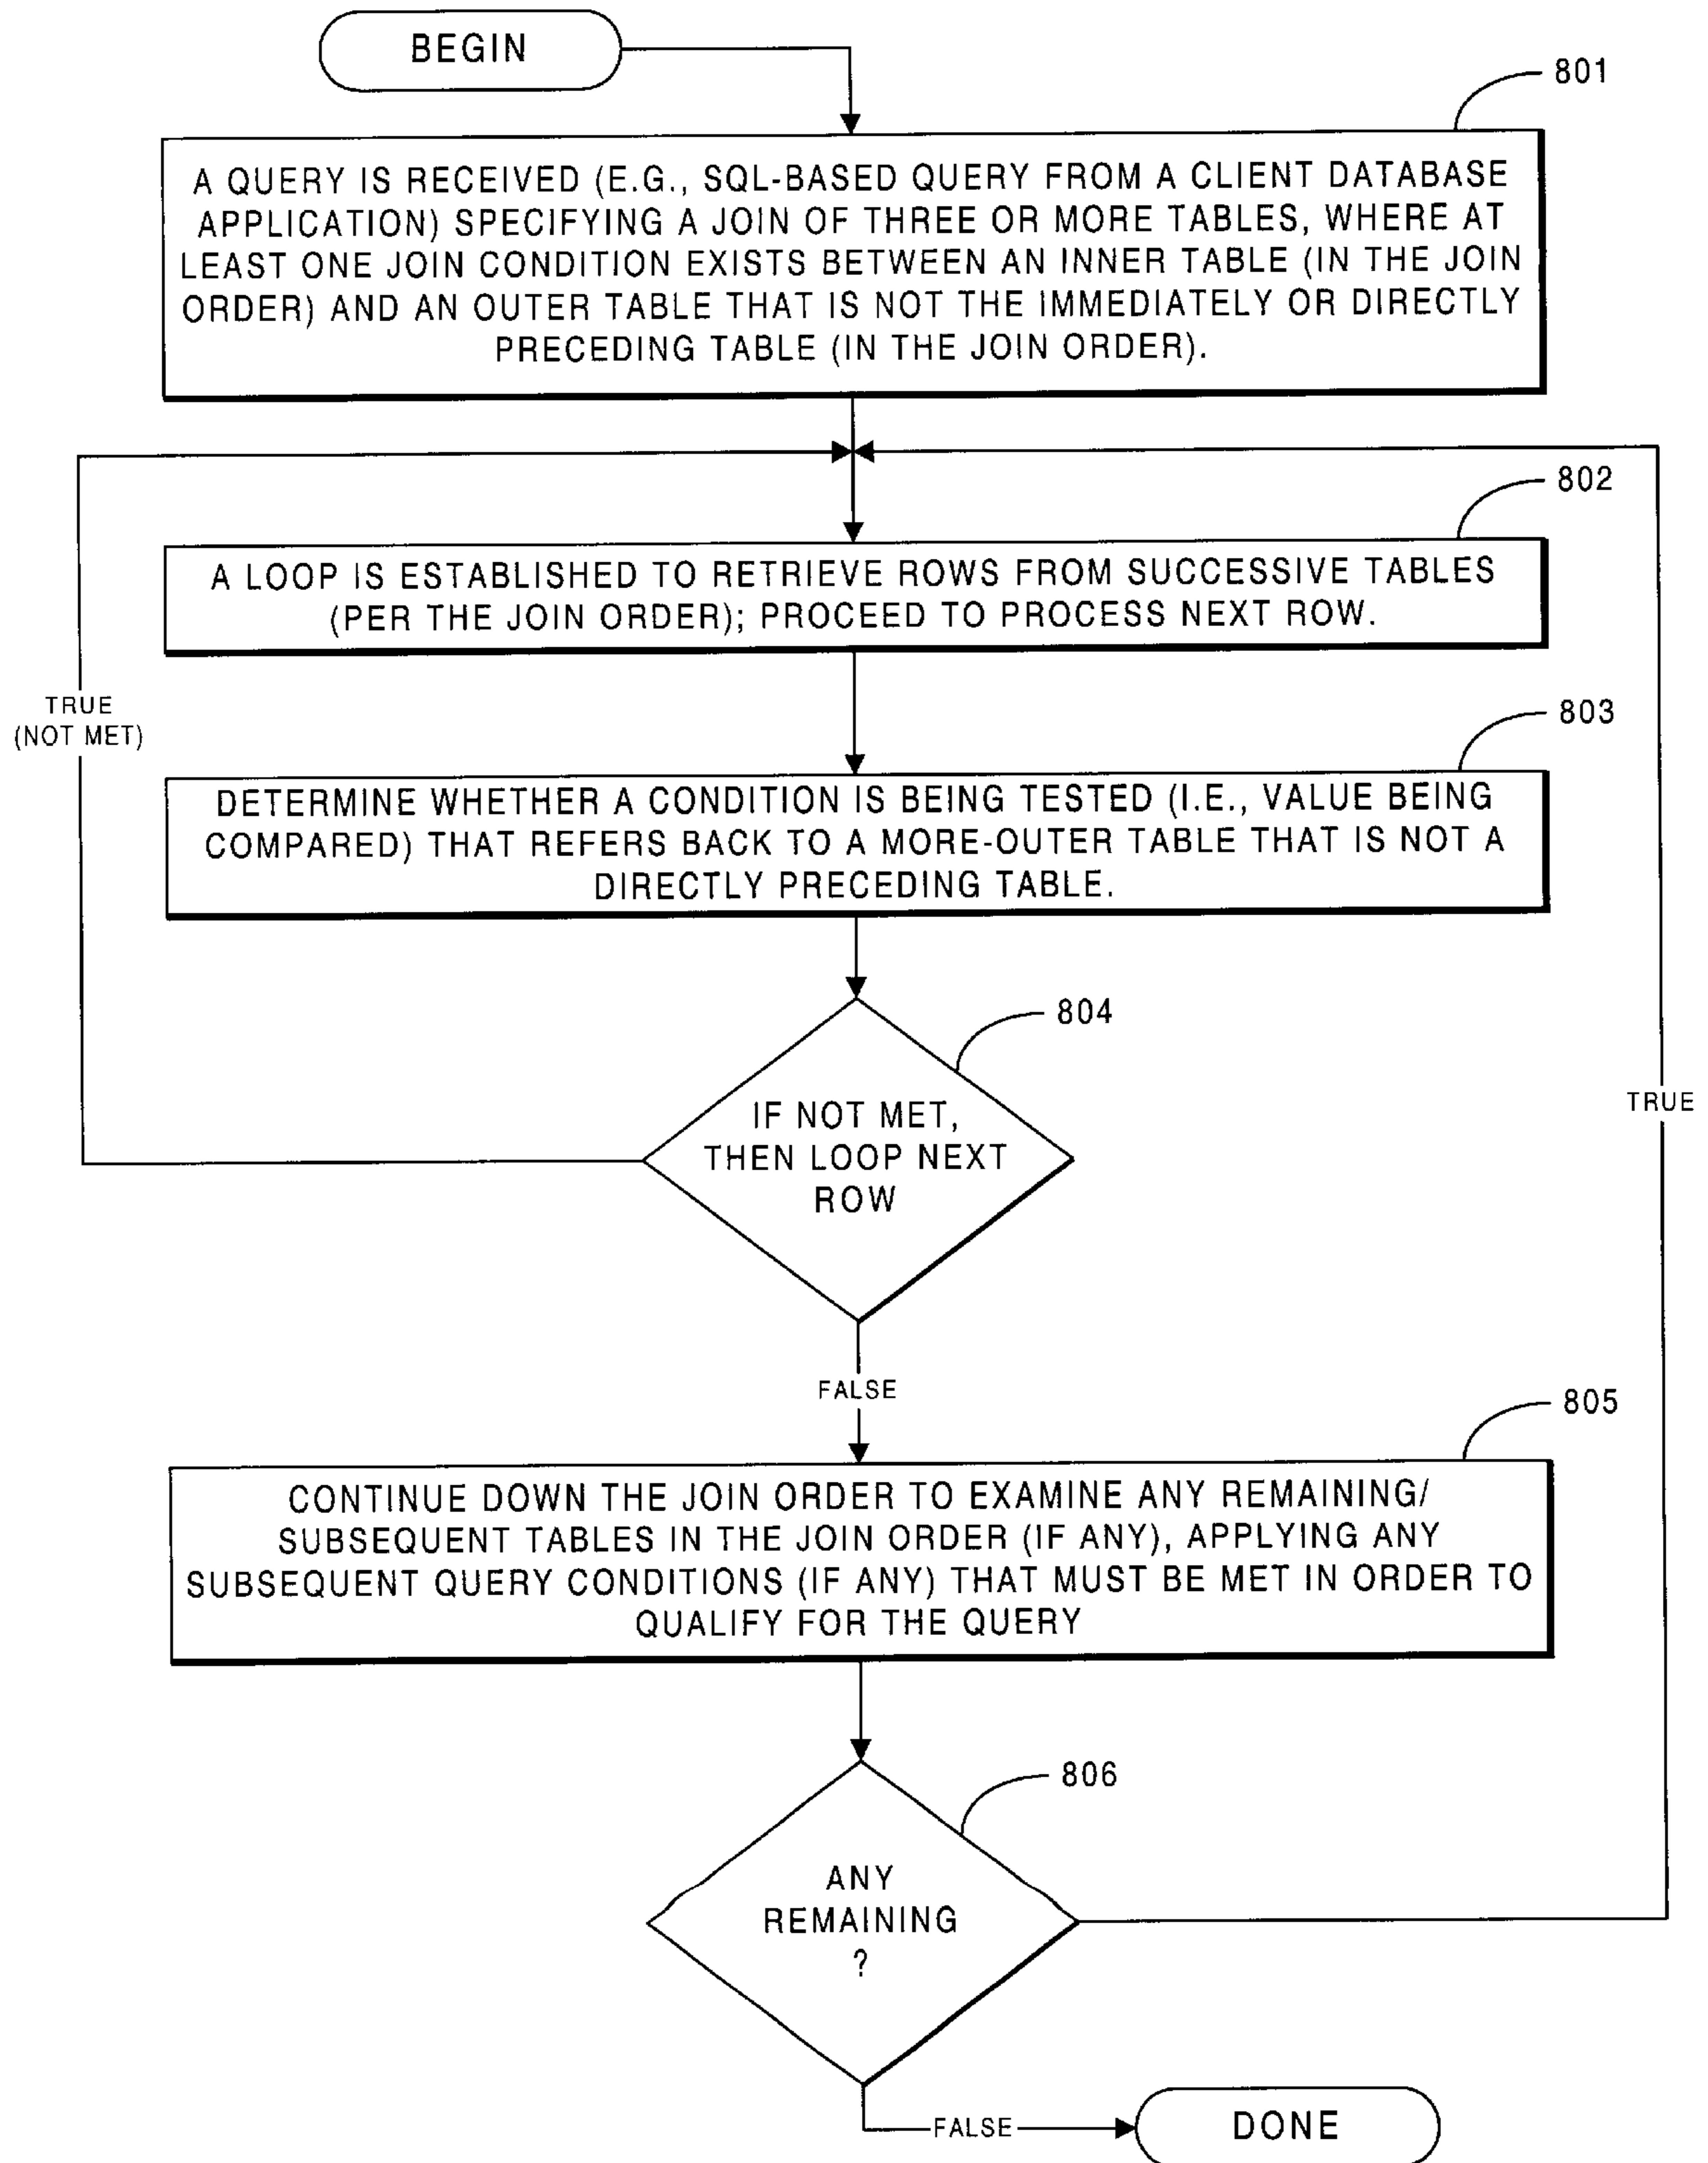 BEGIN
801
A QUERY IS RECEIVED (E.G., SQL-BASED QUERY FROM A CLIENT DATABASE
APPLICATION) SPECIFYING A JOIN OF THREE OR MORE TABLES, WHERE AT
LEAST ONE JOIN CONDITION EXISTS BETWEEN AN INNER TABLE (IN THE JOIN
ORDER) AND AN OUTER TABLE THAT IS NOT THE IMMEDIATELY OR DIRECTLY
PRECEDING TABLE (IN THE JOIN ORDER).
802
A LOOP IS ESTABLISHED TO RETRIEVE ROWS FROM SUCCESSIVE TABLES
(PER THE JOIN ORDER); PROCEED TO PROCESS NEXT ROW.
TRUE
(NOT MET)
803
DETERMINE WHETHER A CONDITION IS BEING TESTED (I.E., VALUE BEING
COMPARED) THAT REFERS BACK TO A MORE-OUTER TABLE THAT IS NOT A
DIRECTLY PRECEDING TABLE.
804
IF NOT MET,
THEN LOOP NEXT
ROW
TRUE
FALSE
805
CONTINUE DOWN THE JOIN ORDER TO EXAMINE ANY REMAINING/
SUBSEQUENT TABLES IN THE JOIN ORDER (IF ANY), APPLYING ANY
SUBSEQUENT QUERY CONDITIONS (IF ANY) THAT MUST BE MET IN ORDER TO
QUALIFY FOR THE QUERY
806
ANY
REMAINING
?
FALSE
DONE